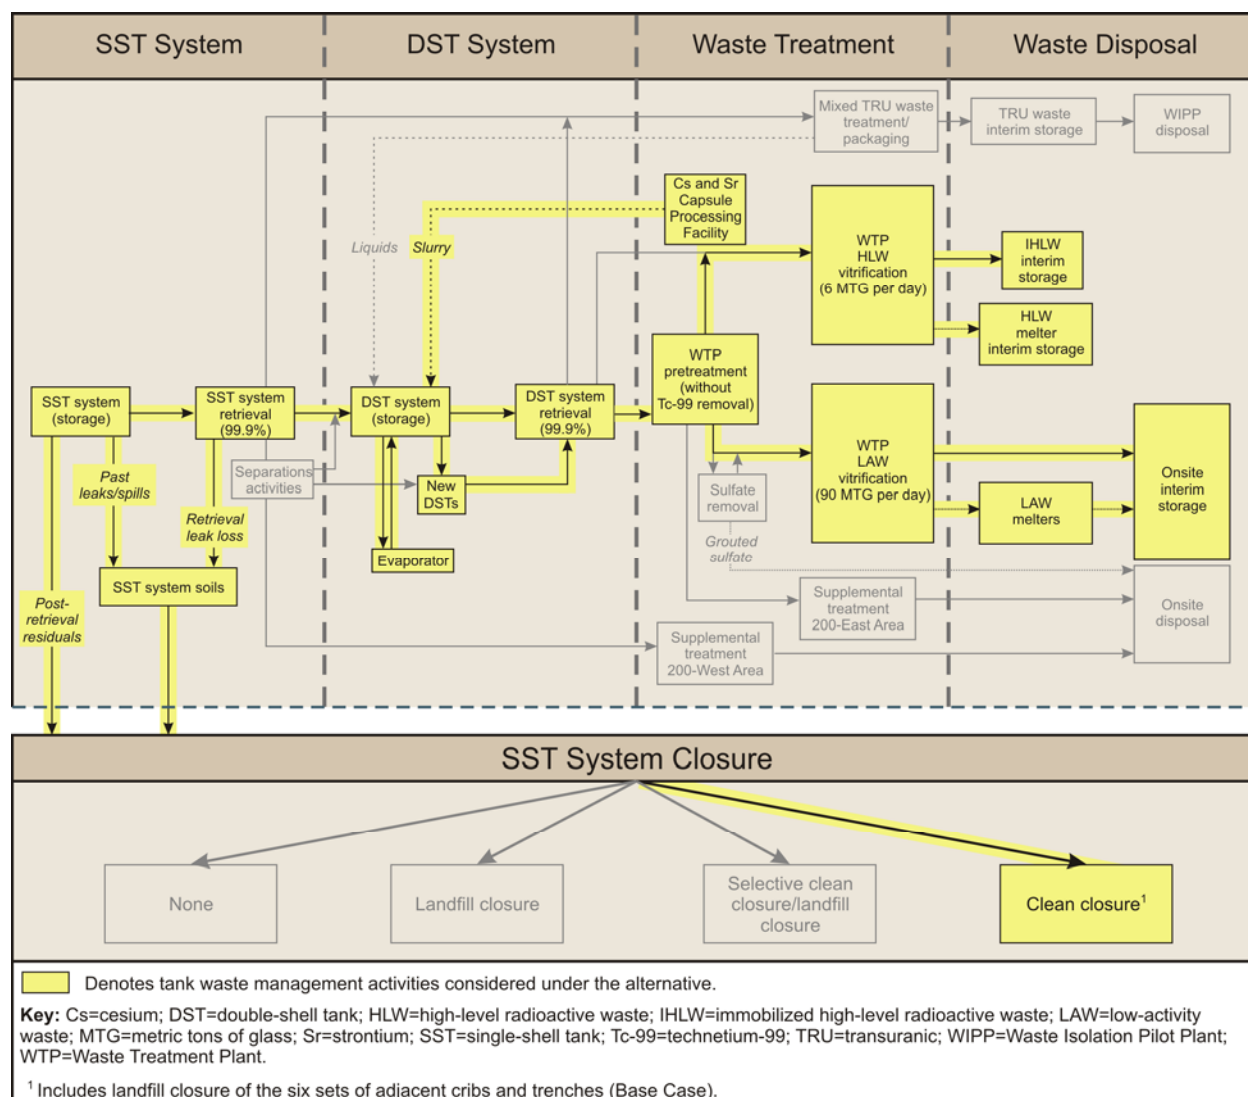 SST System
DST System
Waste Treatment
Waste Disposal
Mixed TRU waste
treatment/
packaging
TRU waste
interim storage
WIPP
disposal
Cs and Sr
Capsule
Processing
Facility
Liquids
Slurry
WTP
HLW
vitrification
(6 MTG per day)
IHLW
interim
storage
HLW
melter
interim storage
SST system
(storage)
SST system
retrieval
(99.9%)
DST system
(storage)
DST system
retrieval
(99.9%)
WTP
pretreatment
(without
Tc-99 removal)
WTP
LAW
vitrification
(90 MTG per day)
Onsite
interim
storage
Past
leaks/spills
Separations
activities
New
DSTs
Sulfate
removal
LAW
melters
Retrieval
leak loss
Grouted
sulfate
Evaporator
SST system soils
Post-
retrieval
residuals
Supplemental
treatment
200-East Area
Onsite
disposal
Supplemental
treatment
200-West Area
SST System Closure
None
Landfill closure
Selective clean
closure/landfill
closure
Clean closure¹
Denotes tank waste management activities considered under the alternative.
Key: Cs=cesium; DST=double-shell tank; HLW=high-level radioactive waste; IHLW=immobilized high-level radioactive waste; LAW=low-activity
waste; MTG=metric tons of glass; Sr=strontium; SST=single-shell tank; Tc-99=technetium-99; TRU=transuranic; WIPP=Waste Isolation Pilot Plant;
WTP=Waste Treatment Plant.
¹ Includes landfill closure of the six sets of adjacent cribs and trenches (Base Case).